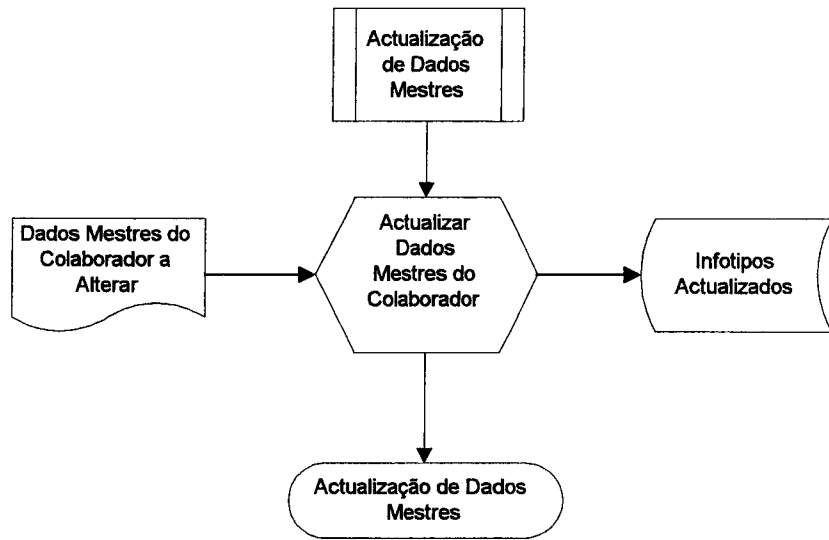 Actualização
de Dados
Mestres
Dados Mestres do
Colaborador a
Alterar
Actualizar
Dados
Mestres do
Colaborador
Infotipos
Actualizados
Actualização de Dados
Mestres